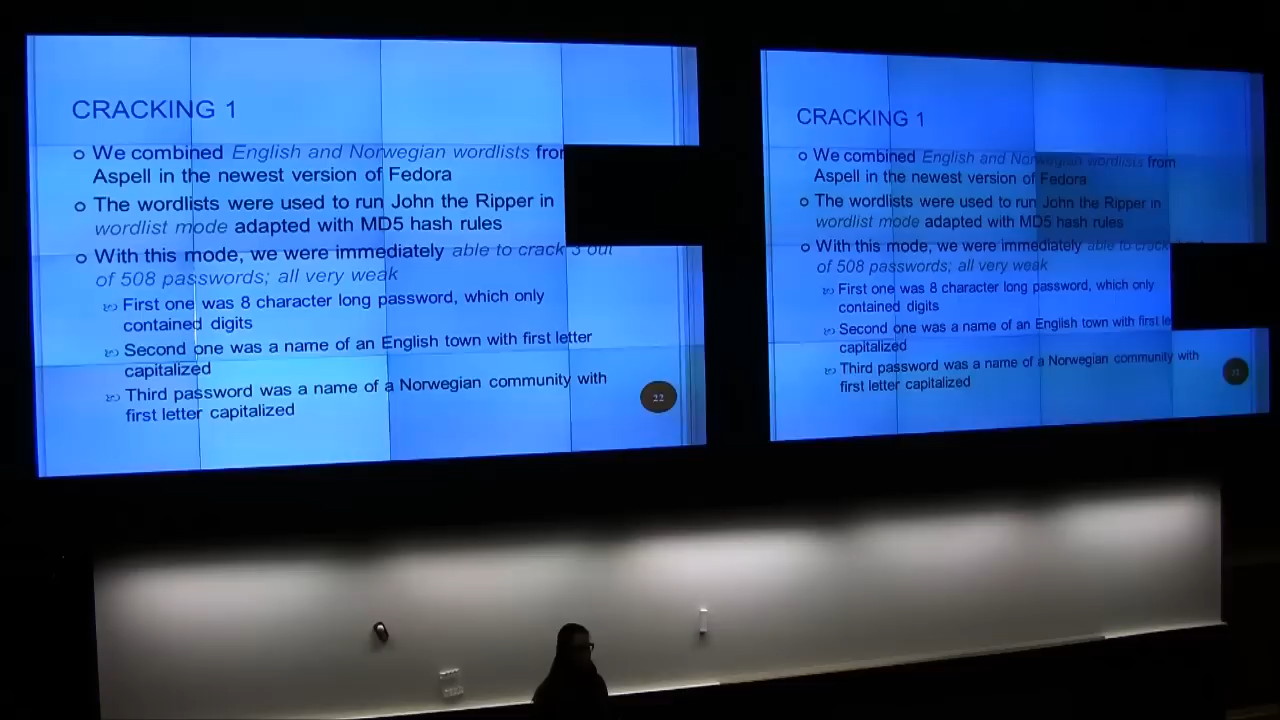 CRACKING 1
We combined English and Norwegian wordlists from
Aspell in the newest version of Fedora
The wordlists were used to run John the Ripper in
wordlist mode adapted with MD5 hash rules
With this mode, we were immediately able to crack 3 out
of 508 passwords; all very weak
First one was 8 character long password, which only
contained digits
Second one was a name of an English town with first letter
capitalized
Third password was a name of a Norwegian community with
first letter capitalized
22
CRACKING 1
We combined English and Norwegian wordlists from
Aspell in the newest version of Fedora
The wordlists were used to run John the Ripper in
wordlist mode adapted with MD5 hash rules
With this mode, we were immediately able to crack
of 508 passwords; all very weak
First one was 8 character long password, which only
contained digits
Second one was a name of an English town with first le
capitalized
Third password was a name of a Norwegian community with
first letter capitalized